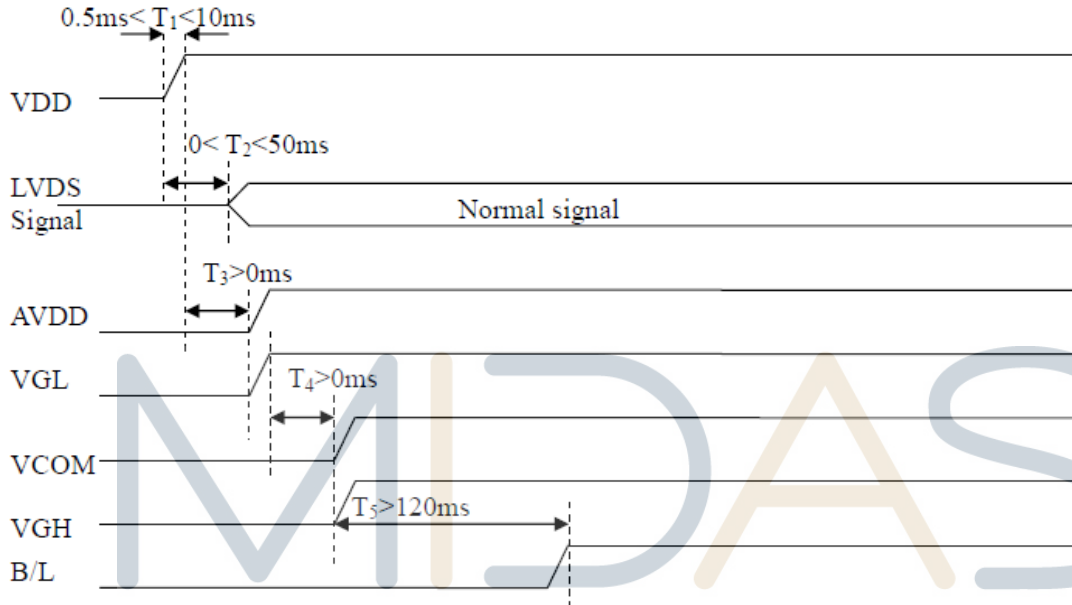 0.5ms< T₁<10ms
VDD
0< T₂<50ms
LVDS
Signal
Normal signal
T₃>0ms
AVDD
VGL
T₄>0ms
VCOM
T₅>120ms
VGH
B/L
MIDAS